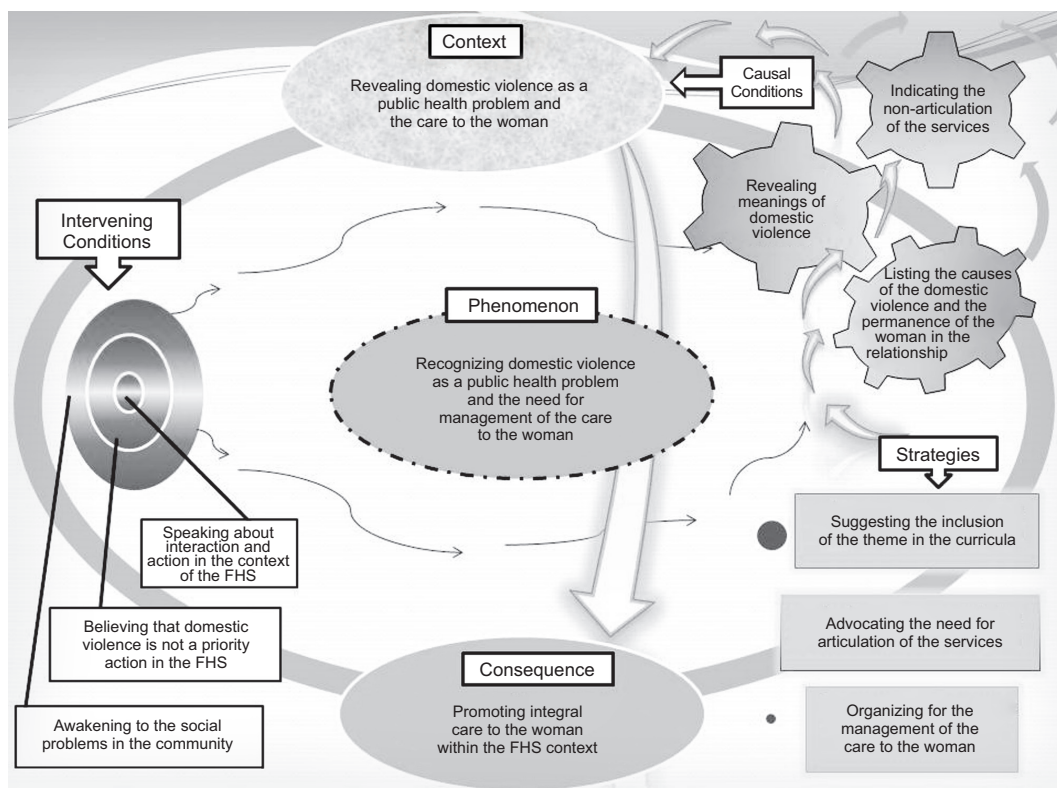 Context
Revealing domestic violence as a
public health problem and
the care to the woman
Causal
Conditions
Indicating the
non-articulation
of the services
Revealing
meanings of
domestic
violence
Listing the causes
of the domestic
violence and the
permanence of the
woman in the
relationship
Intervening
Conditions
Phenomenon
Recognizing domestic violence
as a public health problem
and the need for
management of the care
to the woman
Speaking about
interaction and
action in the context
of the FHS
Believing that domestic
violence is not a priority
action in the FHS
Awakening to the social
problems in the community
Strategies
Suggesting the inclusion
of the theme in the curricula
Advocating the need for
articulation of the services
Organizing for the
management of the
care to the woman
Consequence
Promoting integral
care to the woman
within the FHS context